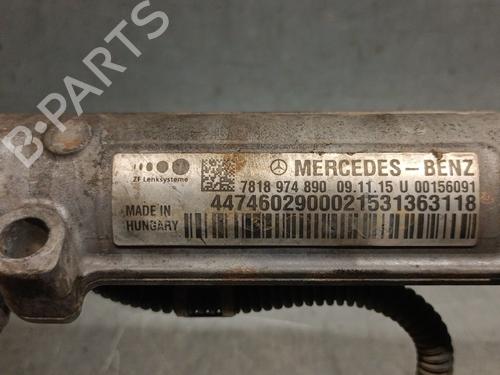 B-PARTS
ZF Lenksysteme
MERCEDES-BENZ
7818 974 890 09.11.15 U 00156091
4474602900021531363118
MADE IN
HUNGARY